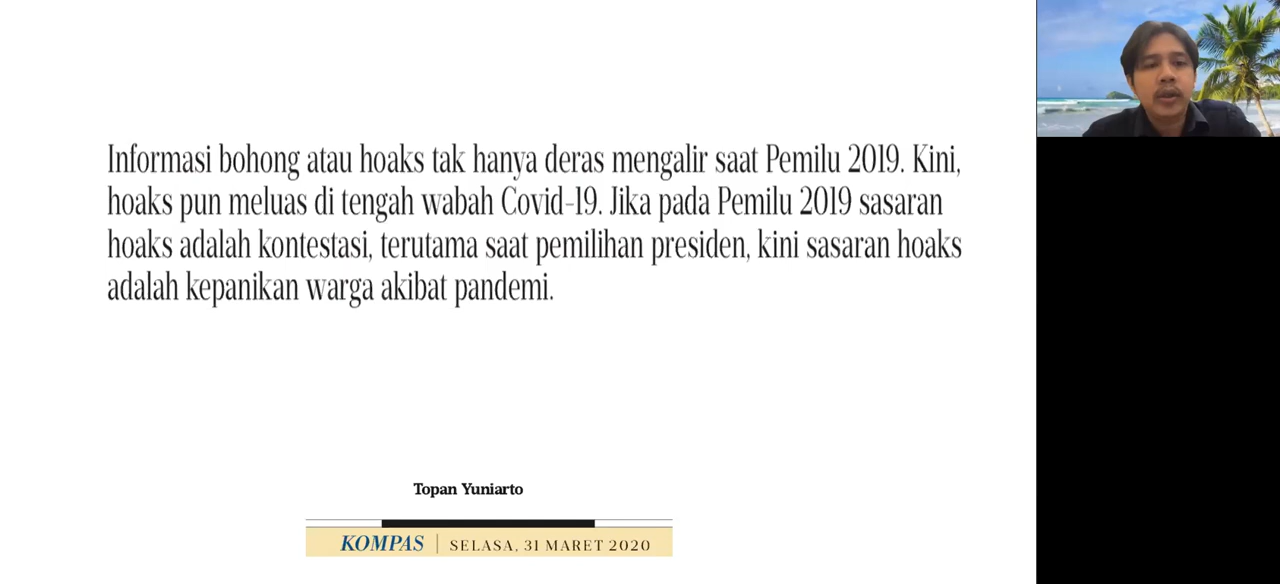 Informasi bohong atau hoaks tak hanya deras mengalir saat Pemilu 2019. Kini,
hoaks pun meluas di tengah wabah Covid-19. Jika pada Pemilu 2019 sasaran
hoaks adalah kontestasi, terutama saat pemilihan presiden, kini sasaran hoaks
adalah kepanikan warga akibat pandemi.
Topan Yuniarto
KOMPAS | SELASA, 31 MARET 2020